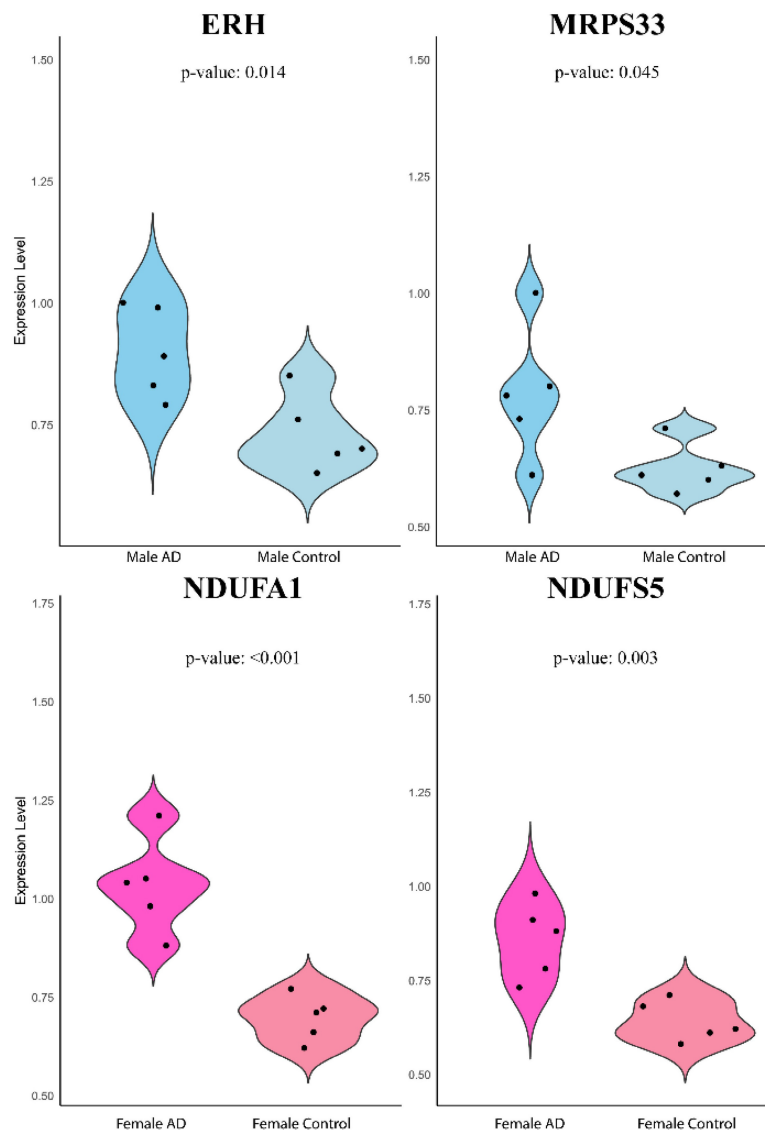 ERH
MRPS33
p-value: 0.014
p-value: 0.045
1.50
1.25
1.00
0.75
Expression Level
1.50
1.25
1.00
0.75
0.50
Male AD
Male Control
Male AD
Male Control
NDUFA1
NDUFS5
p-value: <0.001
p-value: 0.003
1.75
1.50
1.25
1.00
0.75
0.50
Expression Level
1.75
1.50
1.25
1.00
0.75
0.50
Female AD
Female Control
Female AD
Female Control